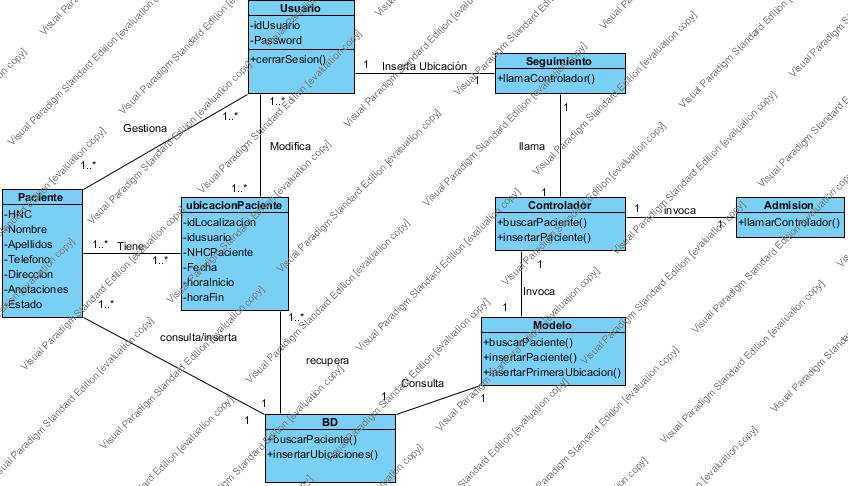 Usuario
-idUsuario
-Password
+cerrarSesion()
1
Inserta Ubicación
1
Seguimiento
+llamaControlador()
1..*
1..*
Gestiona
Modifica
1
llama
1..*
1..*
1
Paciente
-HNC
-Nombre
-Apellidos
-Telefono
-Direccion
-Anotaciones
-Estado
ubicacionPaciente
-idLocalización
-idusuario
-NHCPaciente
-Fecha
-horaInicio
-horaFin
Controlador
+buscarPaciente()
+insertarPaciente()
1
invoca
Admision
+llamarControlador()
1..*
Tiene
1..*
1
Invoca
1
1..*
1..*
consulta/inserta
recupera
Modelo
+buscarPaciente()
+insertarPaciente()
+insertarPrimeraUbicacion()
1
Consulta
1
1
1
BD
+buscarPaciente()
+insertarUbicaciones()
Visual Paradigm Standard Edition [evaluation copy]